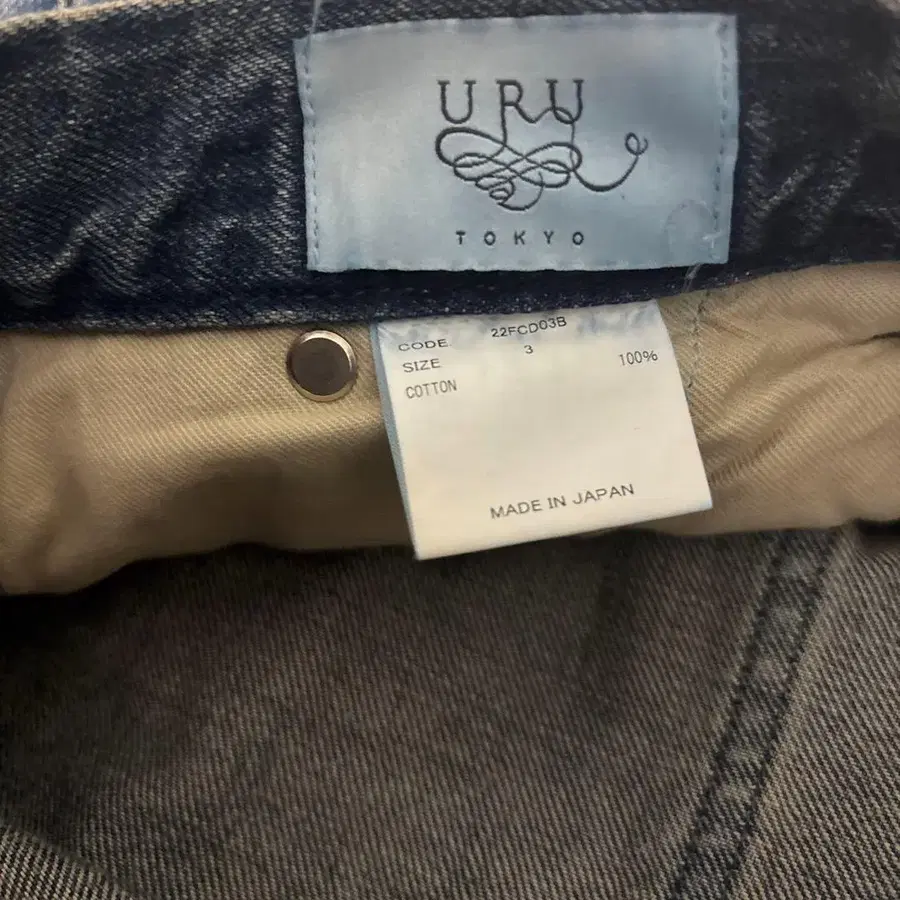 URU
TOKYO
CODE 22FCD03B
SIZE 3
COTTON 100%
MADE IN JAPAN